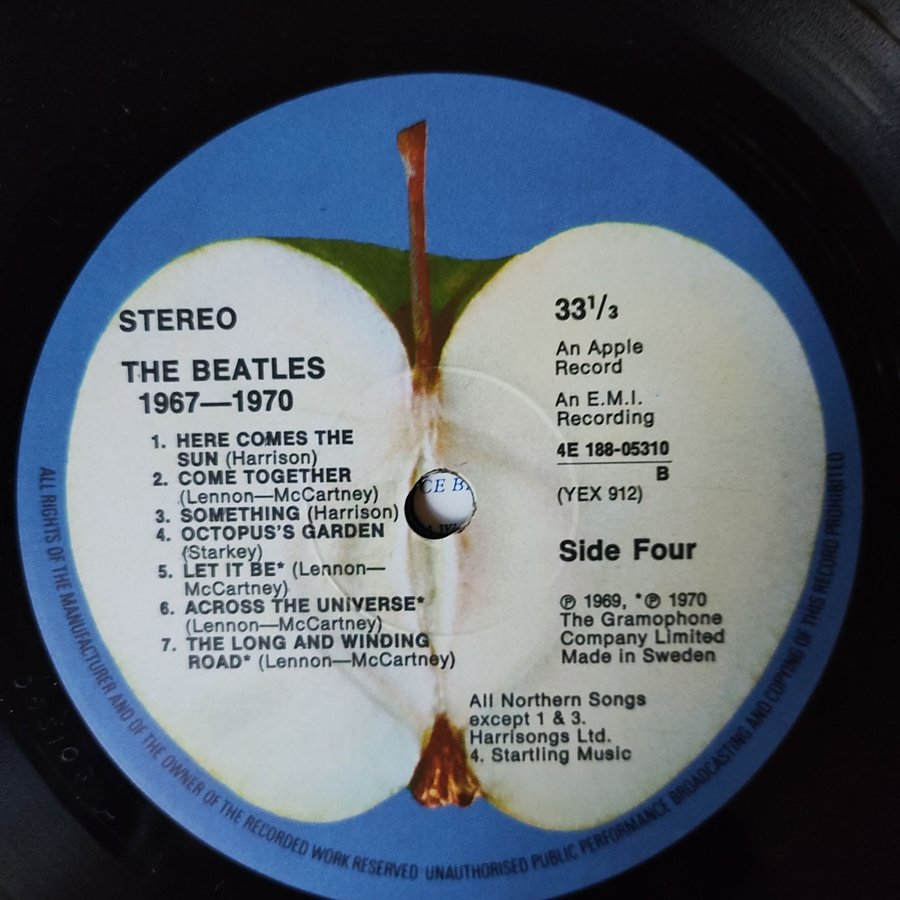 STEREO
THE BEATLES
1967—1970
1. HERE COMES THE
SUN (Harrison)
2. COME TOGETHER
(Lennon—McCartney)
3. SOMETHING (Harrison)
4. OCTOPUS'S GARDEN
(Starkey)
5. LET IT BE* (Lennon—
McCartney)
6. ACROSS THE UNIVERSE*
(Lennon—McCartney)
7. THE LONG AND WINDING
ROAD* (Lennon—McCartney)
33¹/₃
An Apple
Record
An E.M.I.
Recording
4E 188-05310
B
(YEX 912)
Side Four
℗ 1969, *℗ 1970
The Gramophone
Company Limited
Made in Sweden
All Northern Songs
except 1 & 3.
Harrisongs Ltd.
4. Startling Music
CE B
ALL RIGHTS OF THE MANUFACTURER AND OF THE OWNER OF THE RECORDED WORK RESERVED UNAUTHORISED PUBLIC PERFORMANCE BROADCASTING AND COPYING OF THIS RECORD PROHIBITED